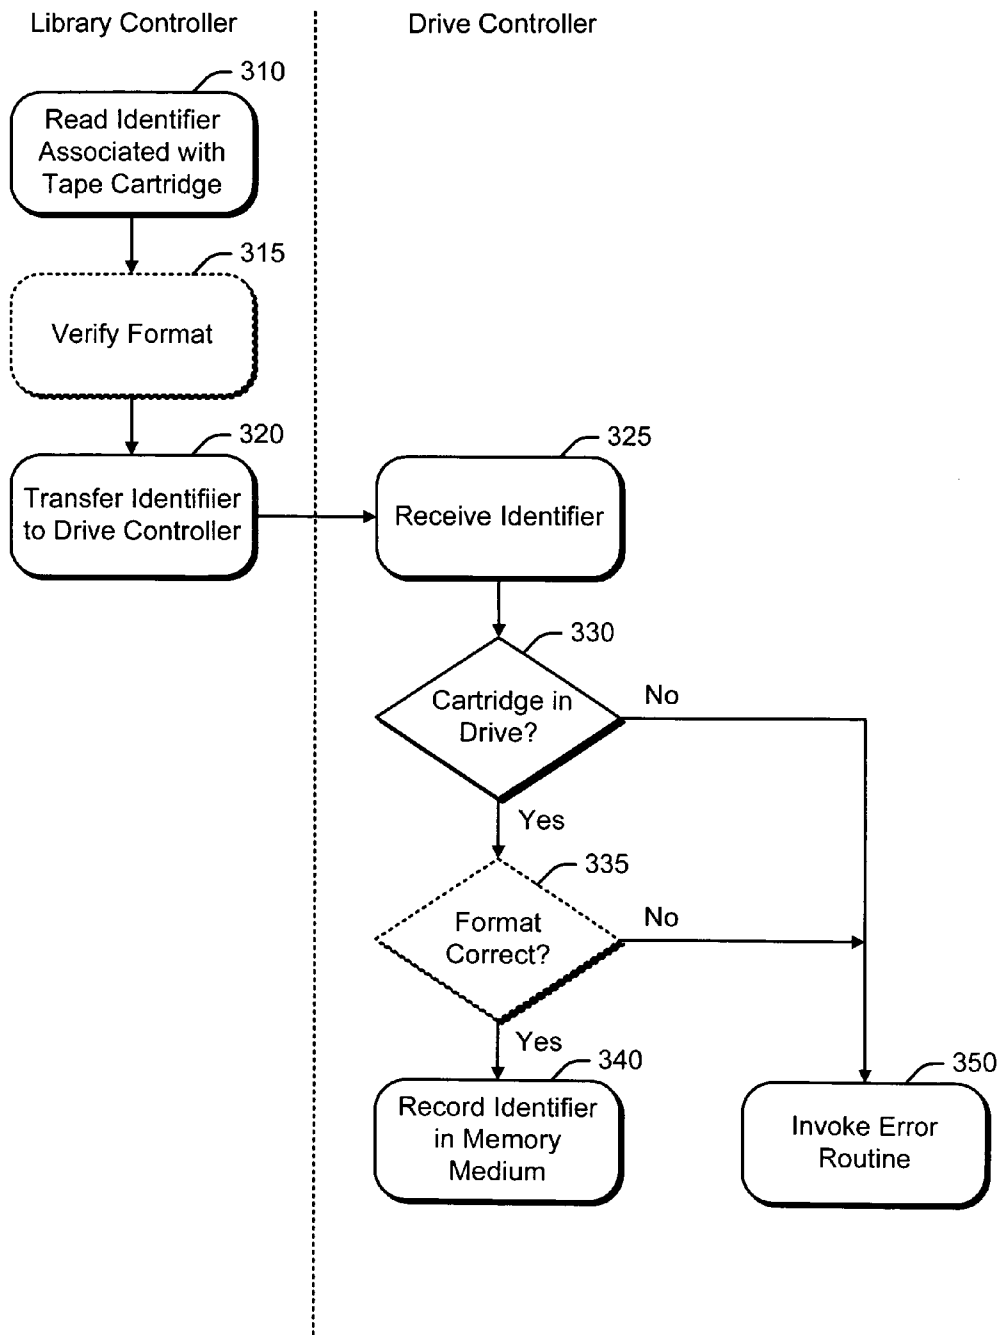 Library Controller
Drive Controller
310
Read Identifier
Associated with
Tape Cartridge
315
Verify Format
320
Transfer Identifiier
to Drive Controller
325
Receive Identifier
330
Cartridge in
Drive?
No
Yes
335
Format
Correct?
No
Yes
340
Record Identifier
in Memory
Medium
350
Invoke Error
Routine